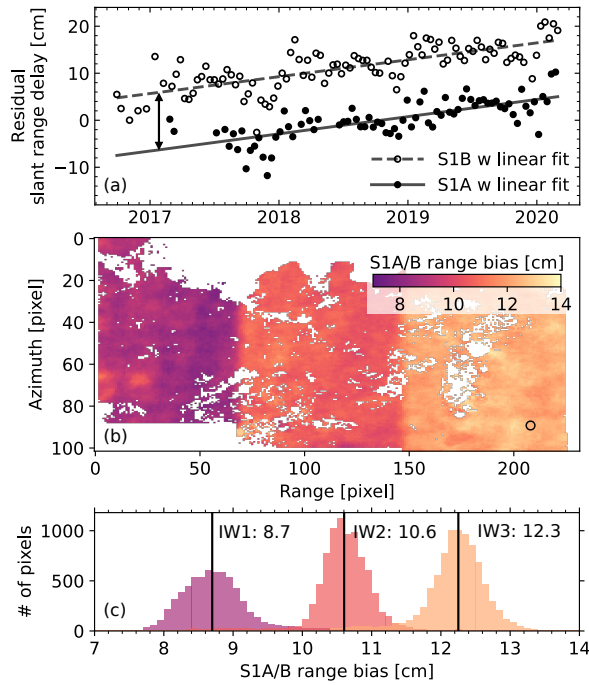 20
10
0
−10
Residual
slant range delay [cm]
(a)
S1B w linear fit
S1A w linear fit
2017
2018
2019
2020
0
20
40
60
80
100
Azimuth [pixel]
S1A/B range bias [cm]
8
10
12
14
(b)
0
50
100
150
200
Range [pixel]
1000
500
0
# of pixels
IW1: 8.7
IW2: 10.6
IW3: 12.3
(c)
7
8
9
10
11
12
13
14
S1A/B range bias [cm]